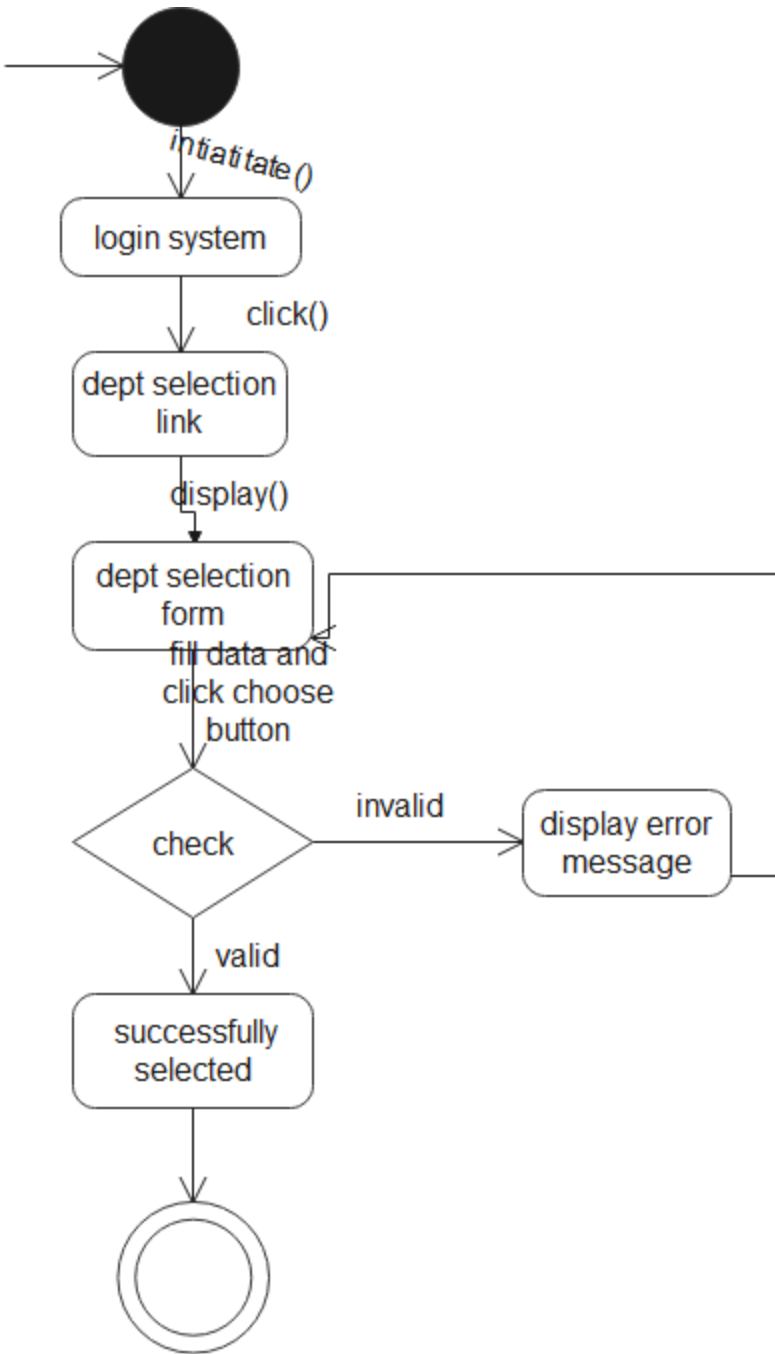 intiatitate()
login system
click()
dept selection
link
display()
dept selection
form
fill data and
click choose
button
check
invalid
display error
message
valid
successfully
selected